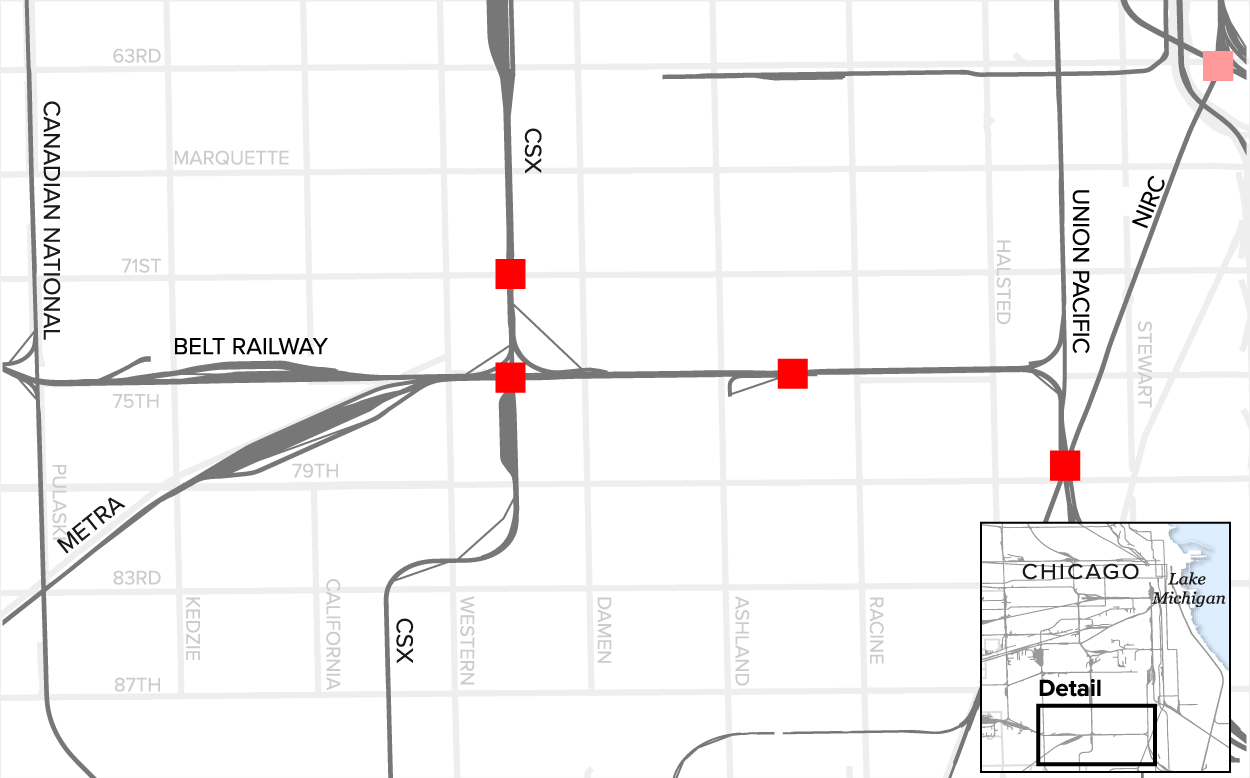 63RD
CANADIAN NATIONAL
CSX
MARQUETTE
NIRC
UNION PACIFIC
HALSTED
71ST
BELT RAILWAY
STEWART
75TH
79TH
PULASKI
METRA
83RD
KEDZIE
CALIFORNIA
CSX
WESTERN
DAMEN
ASHLAND
RACINE
87TH
CHICAGO
Lake
Michigan
Detail